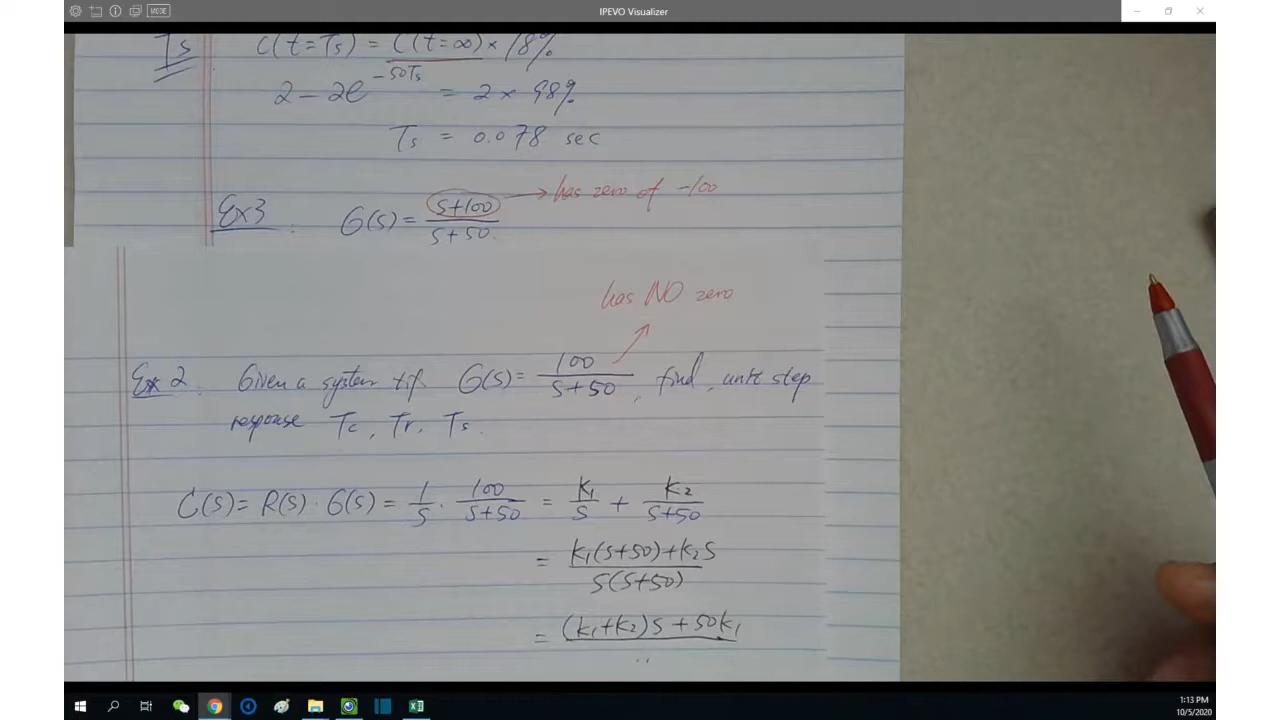 MODE
IPEVO Visualizer
Ts C(t=Ts) = C(t=∞) × 98%
2 − 2e^(−50Ts) = 2 × 98%
Ts = 0.078 sec
Ex3. G(s) = (s+100)/(s+50) → has zero of -100
has NO zero
Ex 2. Given a system t.f. G(s) = 100/(s+50), find unit step
response Tc, Tr, Ts.
C(s) = R(s) · G(s) = 1/s · 100/(s+50) = K1/s + K2/(s+50)
= (K1(s+50)+K2 s)/(s(s+50))
= (K1+K2)s + 50K1
''
1:13 PM
10/5/2020